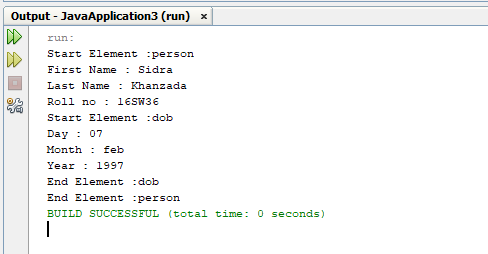 Output - JavaApplication3 (run) ×
run:
Start Element :person
First Name : Sidra
Last Name : Khanzada
Roll no : 16SW36
Start Element :dob
Day : 07
Month : feb
Year : 1997
End Element :dob
End Element :person
BUILD SUCCESSFUL (total time: 0 seconds)